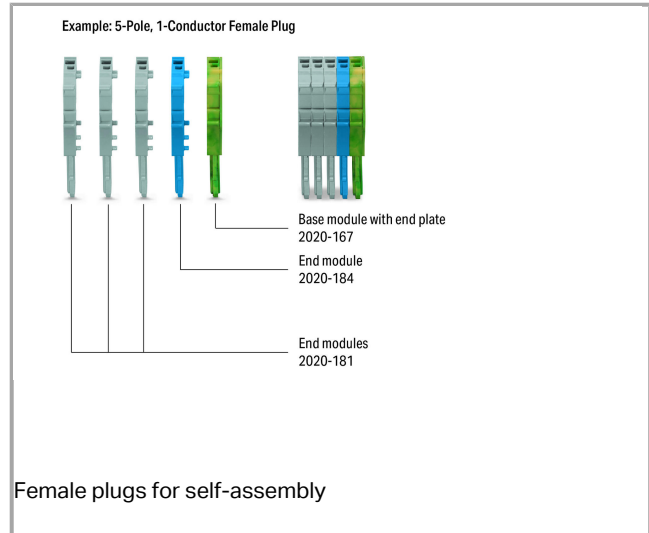 Example: 5-Pole, 1-Conductor Female Plug
Base module with end plate
2020-167
End module
2020-184
End modules
2020-181
Female plugs for self-assembly